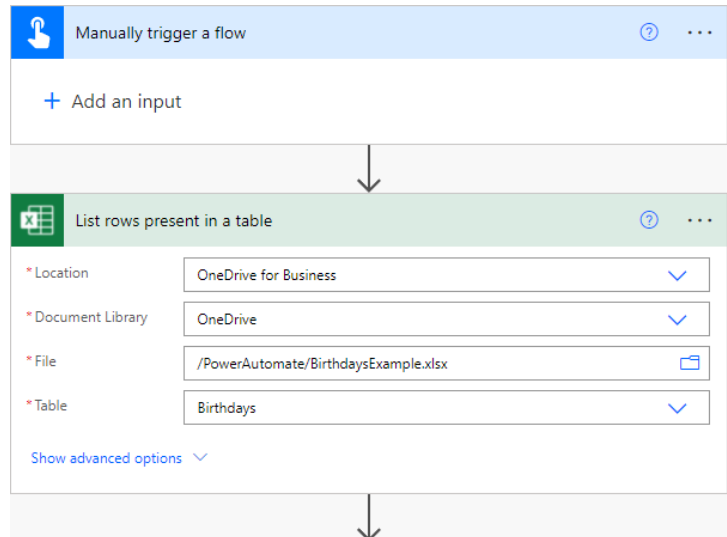 Manually trigger a flow
+ Add an input
List rows present in a table
* Location OneDrive for Business
* Document Library OneDrive
* File /PowerAutomate/BirthdaysExample.xlsx
* Table Birthdays
Show advanced options